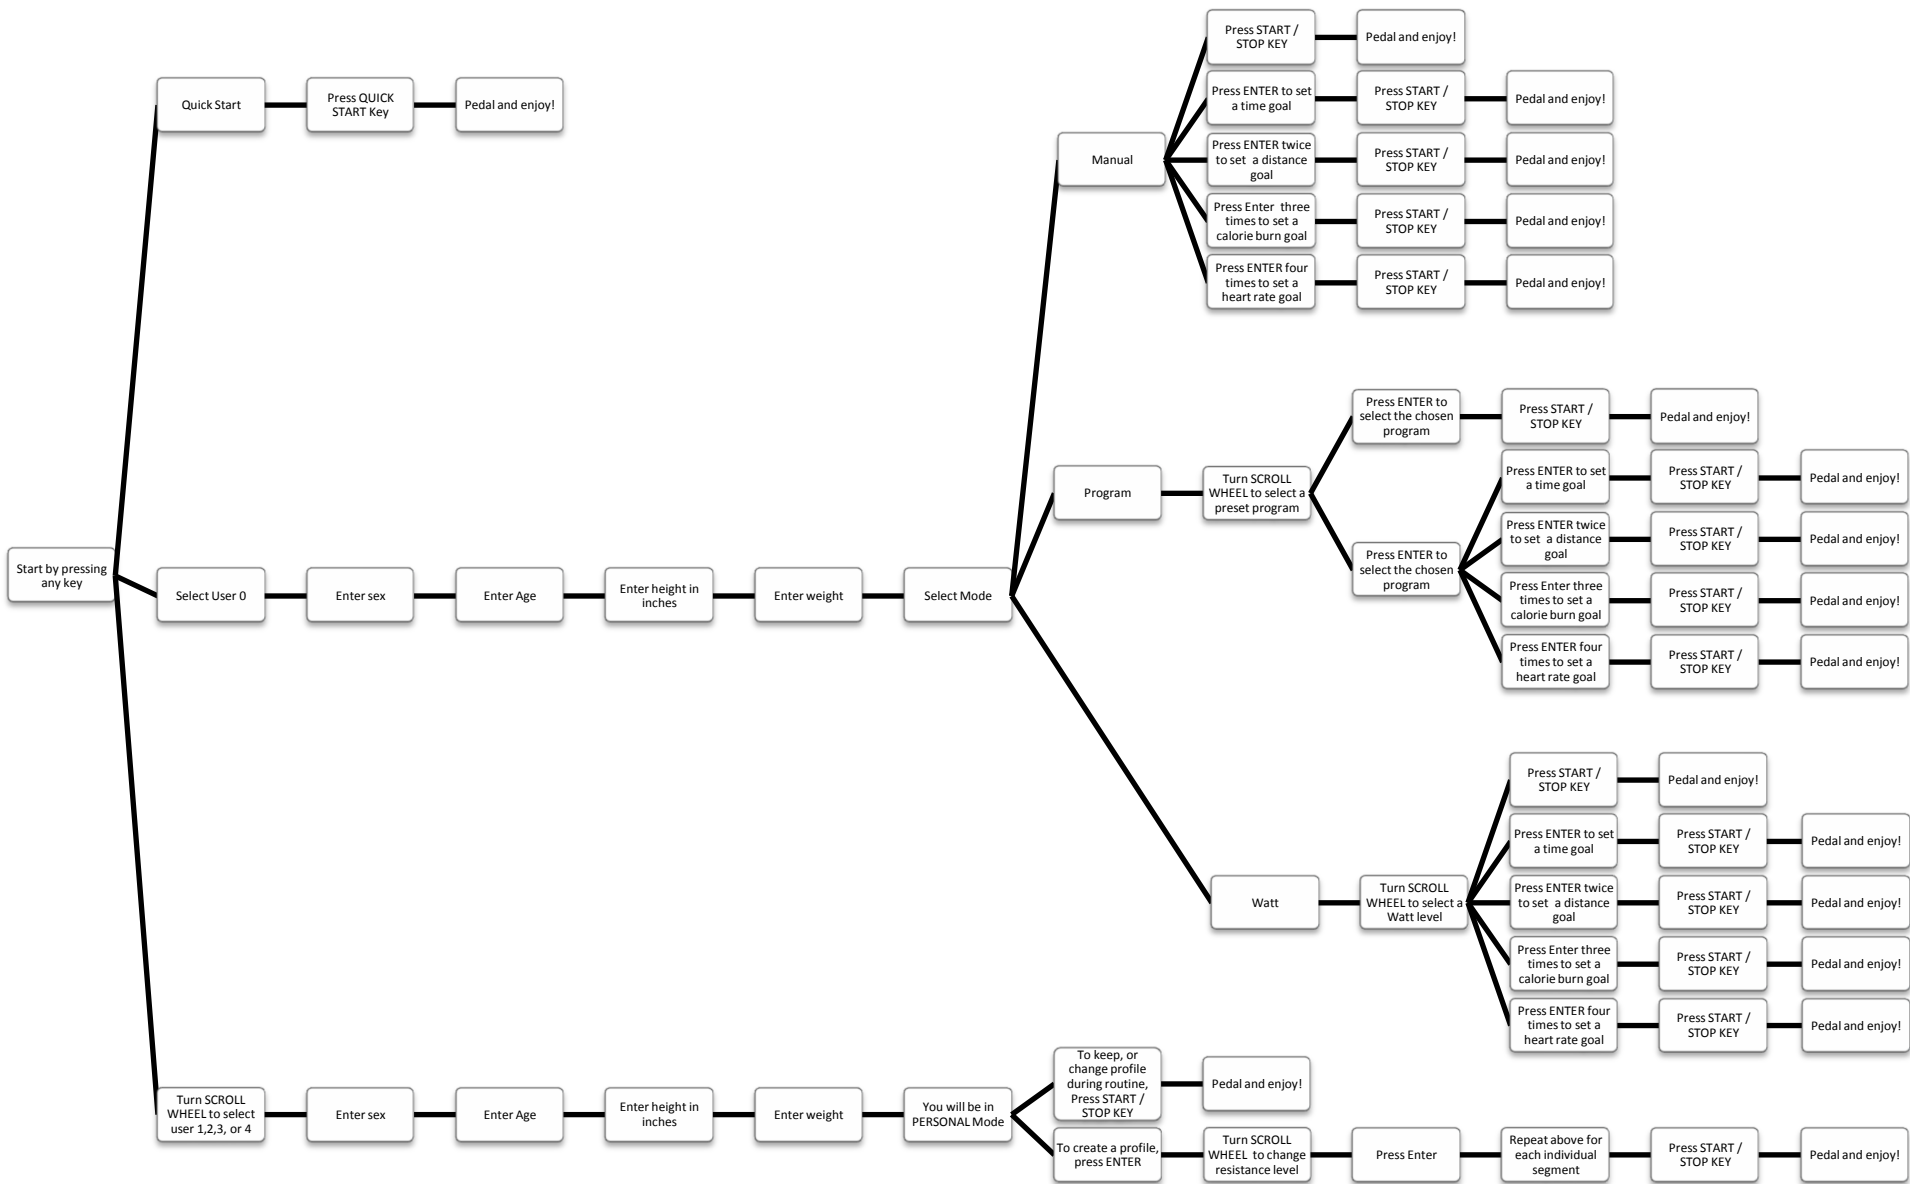 Start by pressing
any key
Quick Start
Press QUICK
START Key
Pedal and enjoy!
Select User 0
Enter sex
Enter Age
Enter height in
inches
Enter weight
Select Mode
Manual
Press START /
STOP KEY
Pedal and enjoy!
Press ENTER to set
a time goal
Press START /
STOP KEY
Pedal and enjoy!
Press ENTER twice
to set a distance
goal
Press START /
STOP KEY
Pedal and enjoy!
Press Enter three
times to set a
calorie burn goal
Press START /
STOP KEY
Pedal and enjoy!
Press ENTER four
times to set a
heart rate goal
Press START /
STOP KEY
Pedal and enjoy!
Program
Turn SCROLL
WHEEL to select a
preset program
Press ENTER to
select the chosen
program
Press START /
STOP KEY
Pedal and enjoy!
Press ENTER to
select the chosen
program
Press ENTER to set
a time goal
Press START /
STOP KEY
Pedal and enjoy!
Press ENTER twice
to set a distance
goal
Press START /
STOP KEY
Pedal and enjoy!
Press Enter three
times to set a
calorie burn goal
Press START /
STOP KEY
Pedal and enjoy!
Press ENTER four
times to set a
heart rate goal
Press START /
STOP KEY
Pedal and enjoy!
Watt
Turn SCROLL
WHEEL to select a
Watt level
Press START /
STOP KEY
Pedal and enjoy!
Press ENTER to set
a time goal
Press START /
STOP KEY
Pedal and enjoy!
Press ENTER twice
to set a distance
goal
Press START /
STOP KEY
Pedal and enjoy!
Press Enter three
times to set a
calorie burn goal
Press START /
STOP KEY
Pedal and enjoy!
Press ENTER four
times to set a
heart rate goal
Press START /
STOP KEY
Pedal and enjoy!
Turn SCROLL
WHEEL to select
user 1,2,3, or 4
Enter sex
Enter Age
Enter height in
inches
Enter weight
You will be in
PERSONAL Mode
To keep, or
change profile
during routine,
Press START /
STOP KEY
Pedal and enjoy!
To create a profile,
press ENTER
Turn SCROLL
WHEEL to change
resistance level
Press Enter
Repeat above for
each individual
segment
Press START /
STOP KEY
Pedal and enjoy!